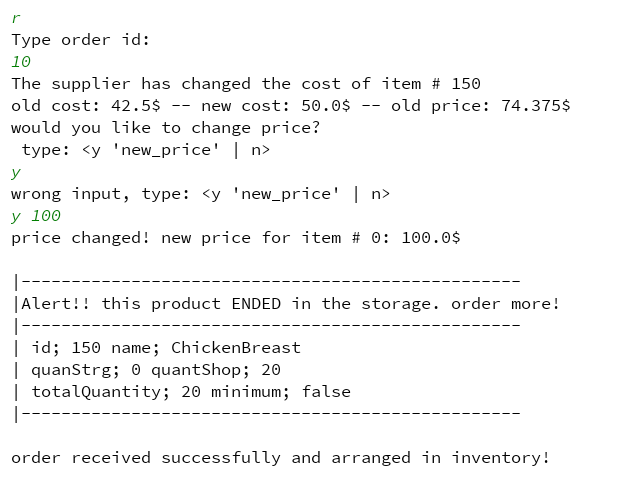 r
Type order id:
10
The supplier has changed the cost of item # 150
old cost: 42.5$ -- new cost: 50.0$ -- old price: 74.375$
would you like to change price?
 type: <y 'new_price' | n>
y
wrong input, type: <y 'new_price' | n>
y 100
price changed! new price for item # 0: 100.0$
|--------------------------------------------------
|Alert!! this product ENDED in the storage. order more!
|--------------------------------------------------
| id; 150 name; ChickenBreast
| quanStrg; 0 quantShop; 20
| totalQuantity; 20 minimum; false
|--------------------------------------------------
order received successfully and arranged in inventory!